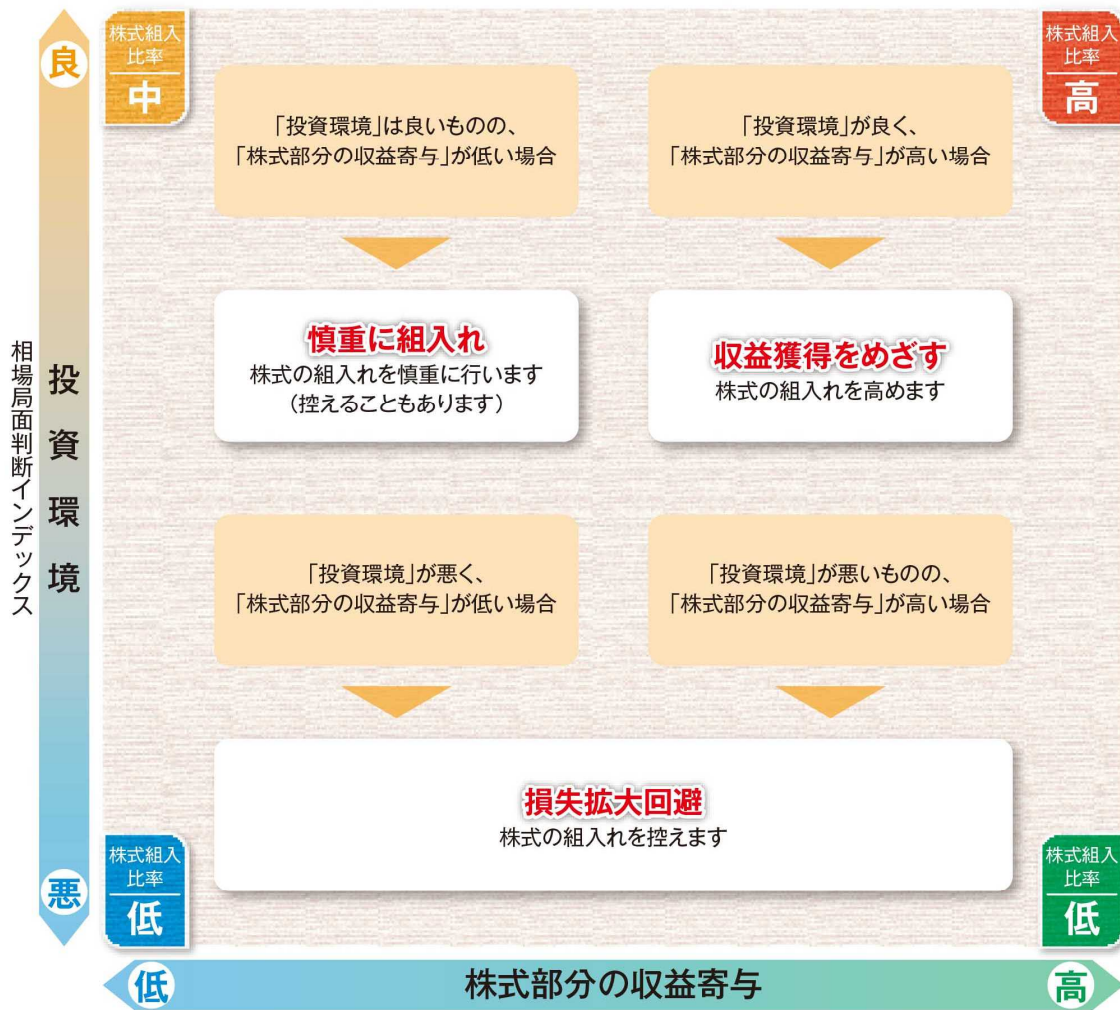 良
株式組入
比率
中
株式組入
比率
高
「投資環境」は良いものの、
「株式部分の収益寄与」が低い場合
「投資環境」が良く、
「株式部分の収益寄与」が高い場合
慎重に組入れ
株式の組入れを慎重に行います
（控えることもあります）
収益獲得をめざす
株式の組入れを高めます
相場局面判断インデックス
投資環境
「投資環境」が悪く、
「株式部分の収益寄与」が低い場合
「投資環境」が悪いものの、
「株式部分の収益寄与」が高い場合
損失拡大回避
株式の組入れを控えます
悪
株式組入
比率
低
株式組入
比率
低
低
株式部分の収益寄与
高